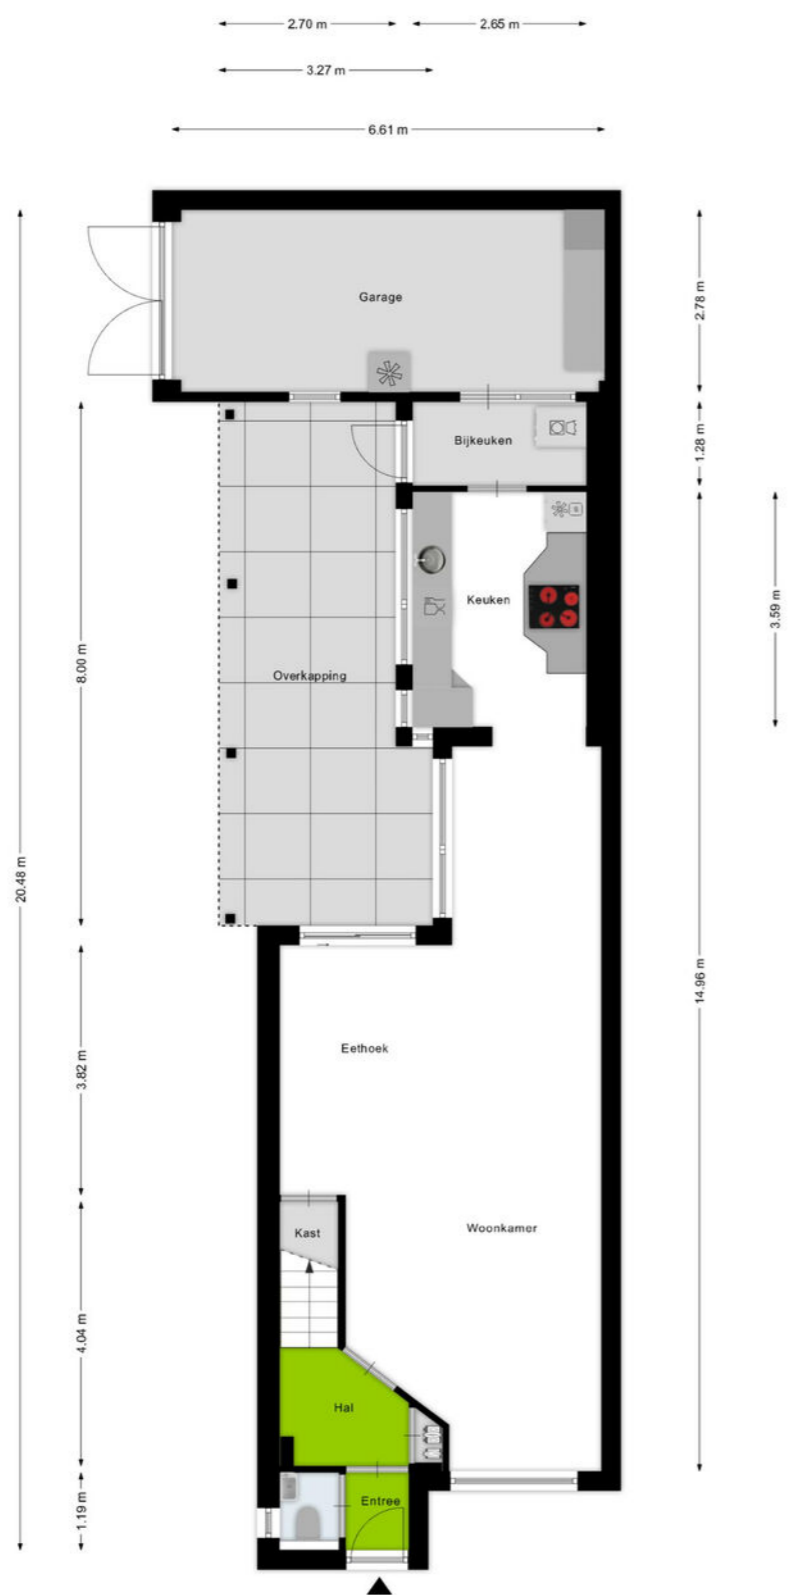 2.70 m
2.65 m
3.27 m
6.61 m
Garage
2.78 m
Bijkeuken
1.28 m
Keuken
3.59 m
8.00 m
Overkapping
20.48 m
14.96 m
Eethoek
3.82 m
Kast
Woonkamer
4.04 m
Hal
Entree
1.19 m